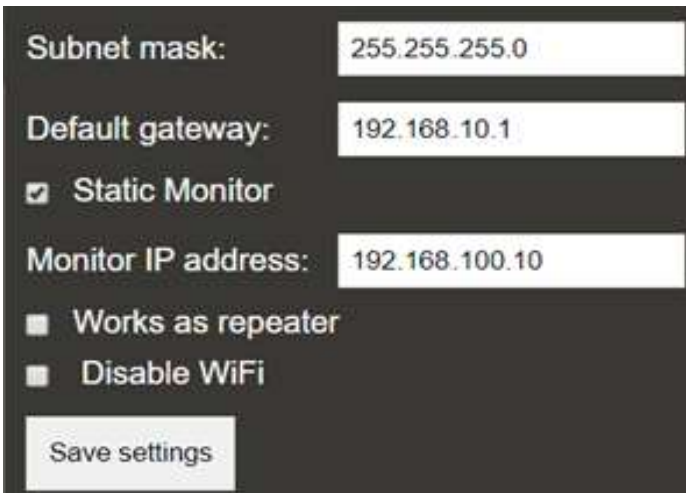 Subnet mask: 255.255.255.0
Default gateway: 192.168.10.1
Static Monitor
Monitor IP address: 192.168.100.10
Works as repeater
Disable WiFi
Save settings